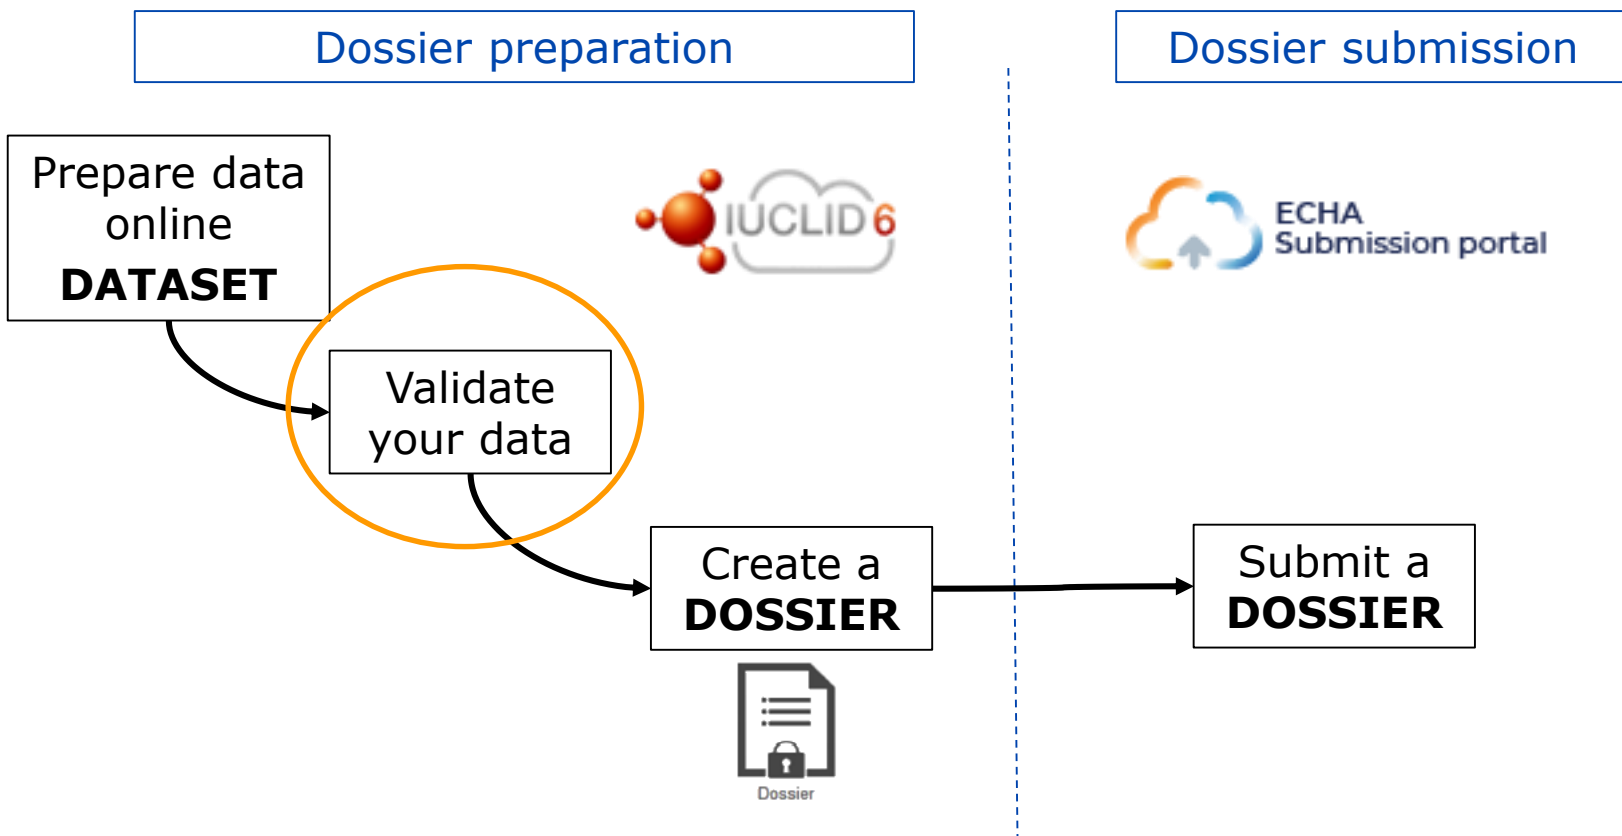 Dossier preparation
Dossier submission
Prepare data
online
DATASET
IUCLID 6
ECHA
Submission portal
Validate
your data
Create a
DOSSIER
Submit a
DOSSIER
Dossier